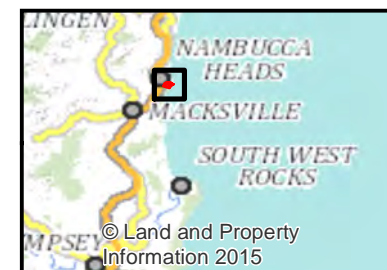 LINGEN
NAMBUCCA
HEADS
MACKSVILLE
SOUTH WEST
ROCKS
MPSEY
© Land and Property
Information 2015